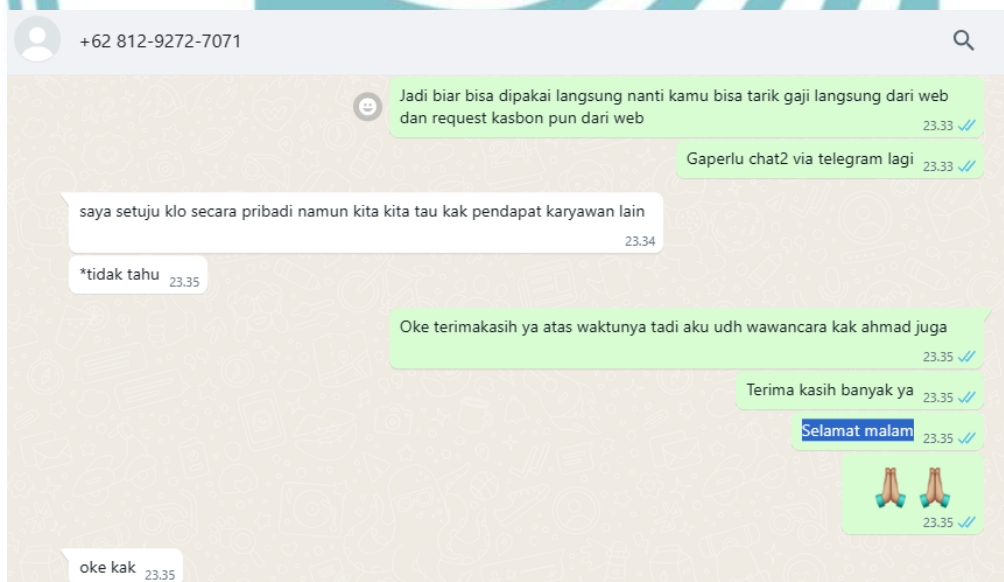 +62 812-9272-7071
Jadi biar bisa dipakai langsung nanti kamu bisa tarik gaji langsung dari web
dan request kasbon pun dari web
23.33
Gaperlu chat2 via telegram lagi 23.33
saya setuju klo secara pribadi namun kita kita tau kak pendapat karyawan lain
23.34
*tidak tahu 23.35
Oke terimakasih ya atas waktunya tadi aku udh wawancara kak ahmad juga
23.35
Terima kasih banyak ya 23.35
Selamat malam 23.35
🙏🏼 🙏🏼
23.35
oke kak 23.35